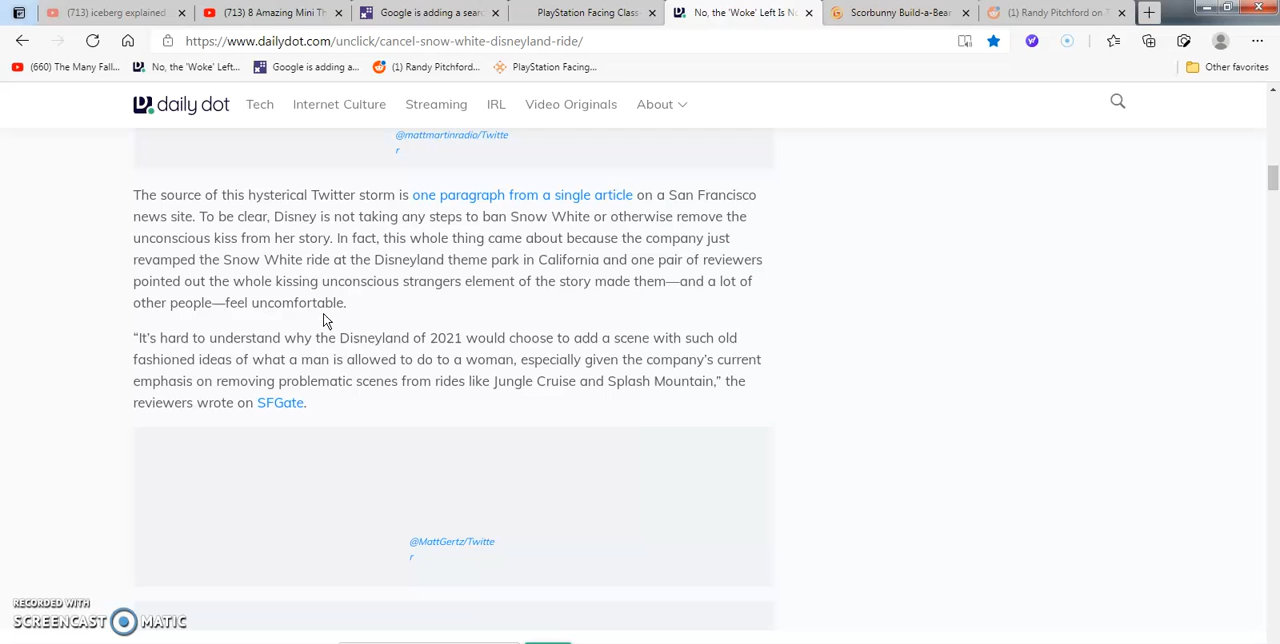 (713) iceberg explained
(713) 8 Amazing Mini Th
Google is adding a sear
PlayStation Facing Class
No, the 'Woke' Left Is N
Scorbunny Build-a-Bea
(1) Randy Pitchford on T
https://www.dailydot.com/unclick/cancel-snow-white-disneyland-ride/
(660) The Many Fall...
No, the 'Woke' Left...
Google is adding a...
(1) Randy Pitchford...
PlayStation Facing...
Other favorites
daily dot
Tech
Internet Culture
Streaming
IRL
Video Originals
About
@mattmartinradio/Twitte
r
The source of this hysterical Twitter storm is one paragraph from a single article on a San Francisco
news site. To be clear, Disney is not taking any steps to ban Snow White or otherwise remove the
unconscious kiss from her story. In fact, this whole thing came about because the company just
revamped the Snow White ride at the Disneyland theme park in California and one pair of reviewers
pointed out the whole kissing unconscious strangers element of the story made them—and a lot of
other people—feel uncomfortable.
“It’s hard to understand why the Disneyland of 2021 would choose to add a scene with such old
fashioned ideas of what a man is allowed to do to a woman, especially given the company’s current
emphasis on removing problematic scenes from rides like Jungle Cruise and Splash Mountain,” the
reviewers wrote on SFGate.
@MattGertz/Twitte
r
RECORDED WITH
SCREENCAST MATIC